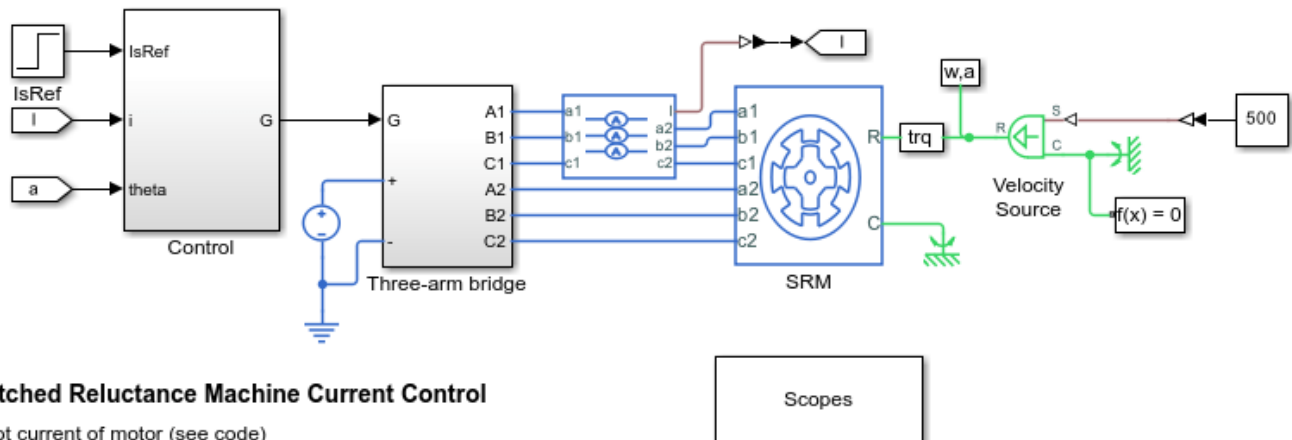 IsRef
I
a
IsRef
i
theta
G
Control
G
+
-
A1
B1
C1
A2
B2
C2
Three-arm bridge
+
-
a1
b1
c1
A
A
A
I
a2
b2
c2
I
a1
b1
c1
a2
b2
c2
R
C
SRM
trq
w,a
R
S
C
Velocity
Source
500
f(x) = 0
tched Reluctance Machine Current Control
ot current of motor (see code)
Scopes